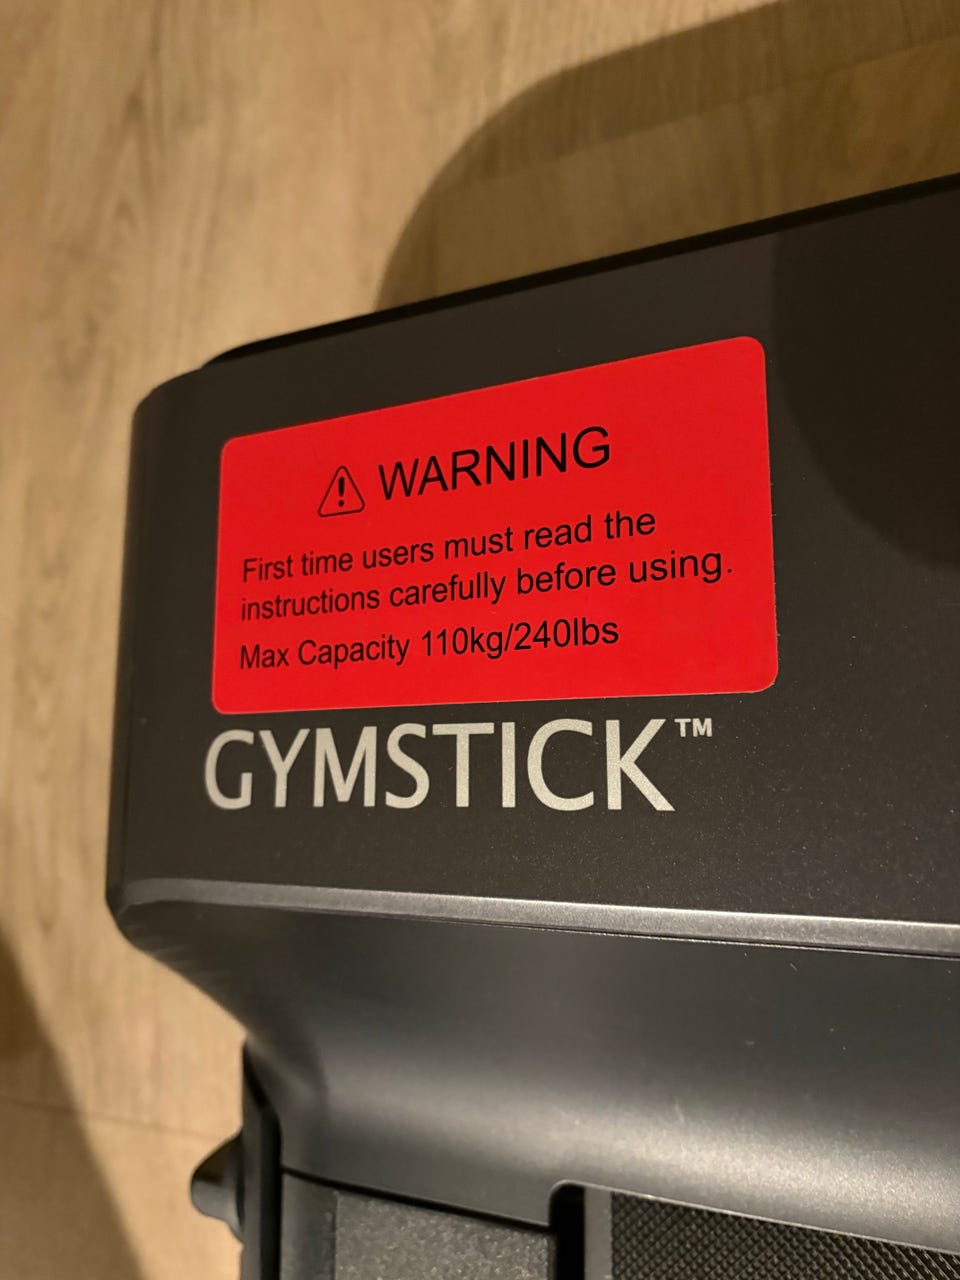 ⚠ WARNING
First time users must read the
instructions carefully before using.
Max Capacity 110kg/240lbs
GYMSTICK™